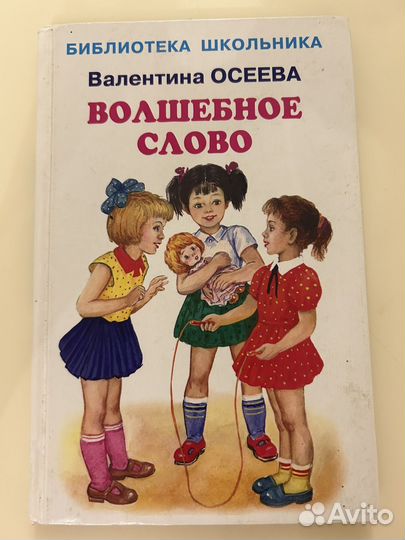 БИБЛИОТЕКА ШКОЛЬНИКА
Валентина ОСЕЕВА
ВОЛШЕБНОЕ
СЛОВО
Avito